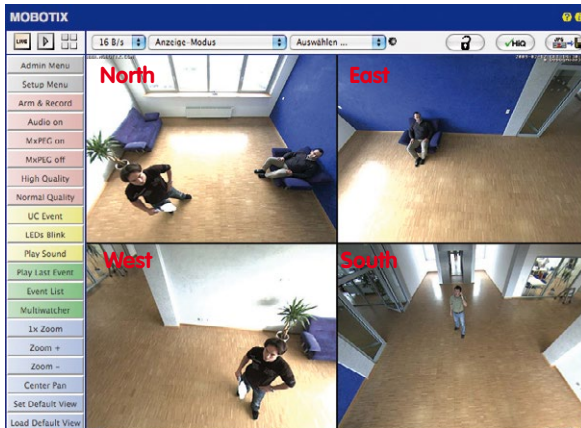 MOBOTIX
LIVE
16 B/s
Anzeige-Modus
Auswählen ...
HiQ
Admin Menu
Setup Menu
Arm & Record
Audio on
MxPEG on
MxPEG off
High Quality
Normal Quality
UC Event
LEDs Blink
Play Sound
Play Last Event
Event List
Multiwatcher
1x Zoom
Zoom +
Zoom –
Center Pan
Set Default View
Load Default View
North
East
West
South